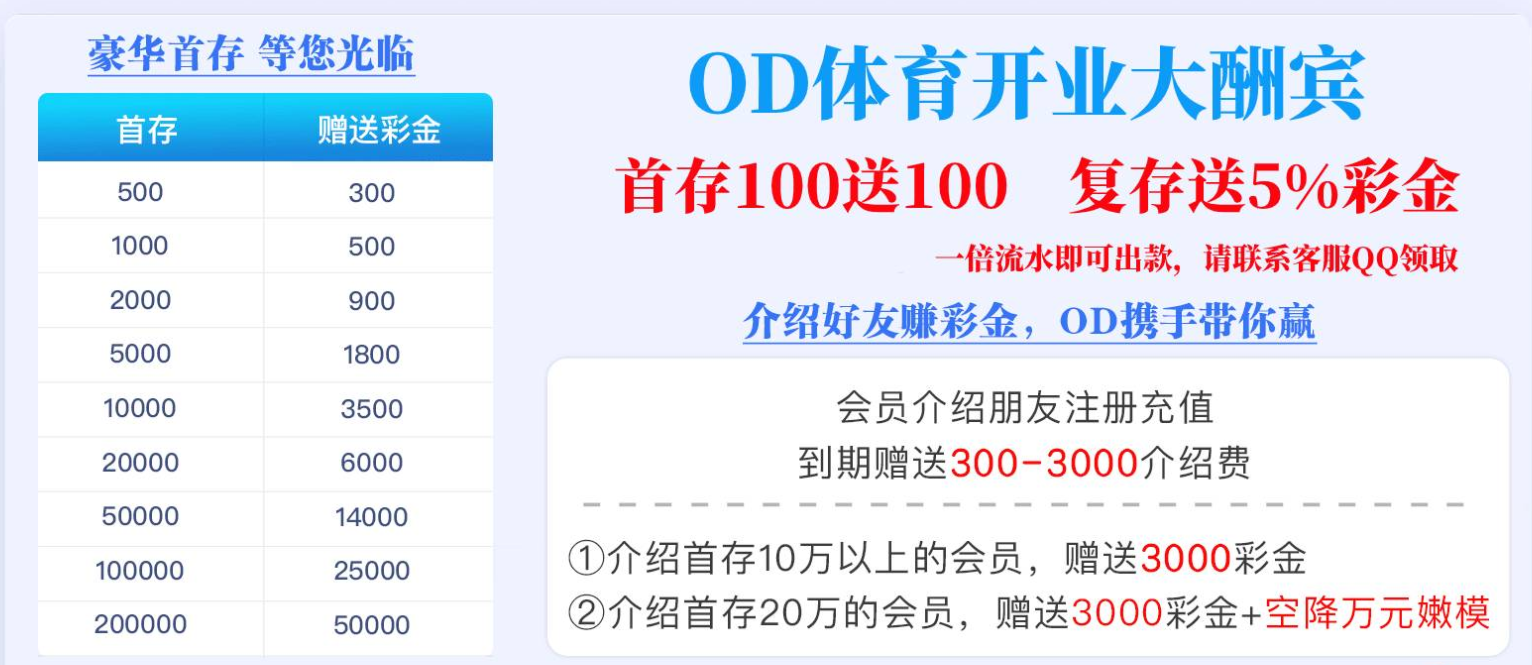 豪华首存 等您光临
首存 赠送彩金
500 300
1000 500
2000 900
5000 1800
10000 3500
20000 6000
50000 14000
100000 25000
200000 50000
OD体育开业大酬宾
首存100送100 复存送5%彩金
一倍流水即可出款，请联系客服QQ领取
介绍好友赚彩金，OD携手带你赢
会员介绍朋友注册充值
到期赠送300-3000介绍费
①介绍首存10万以上的会员，赠送3000彩金
②介绍首存20万的会员，赠送3000彩金+空降万元嫩模